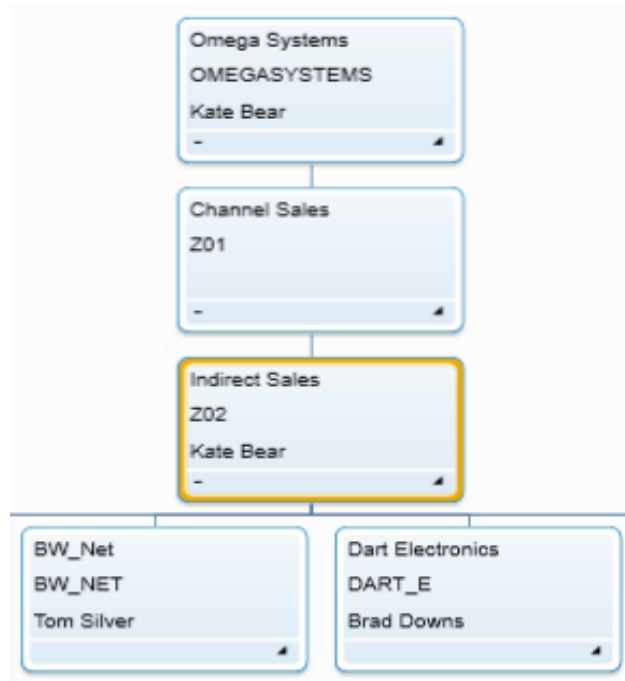 Omega Systems
OMEGASYSTEMS
Kate Bear
-
Channel Sales
Z01
-
Indirect Sales
Z02
Kate Bear
-
BW_Net
BW_NET
Tom Silver
Dart Electronics
DART_E
Brad Downs